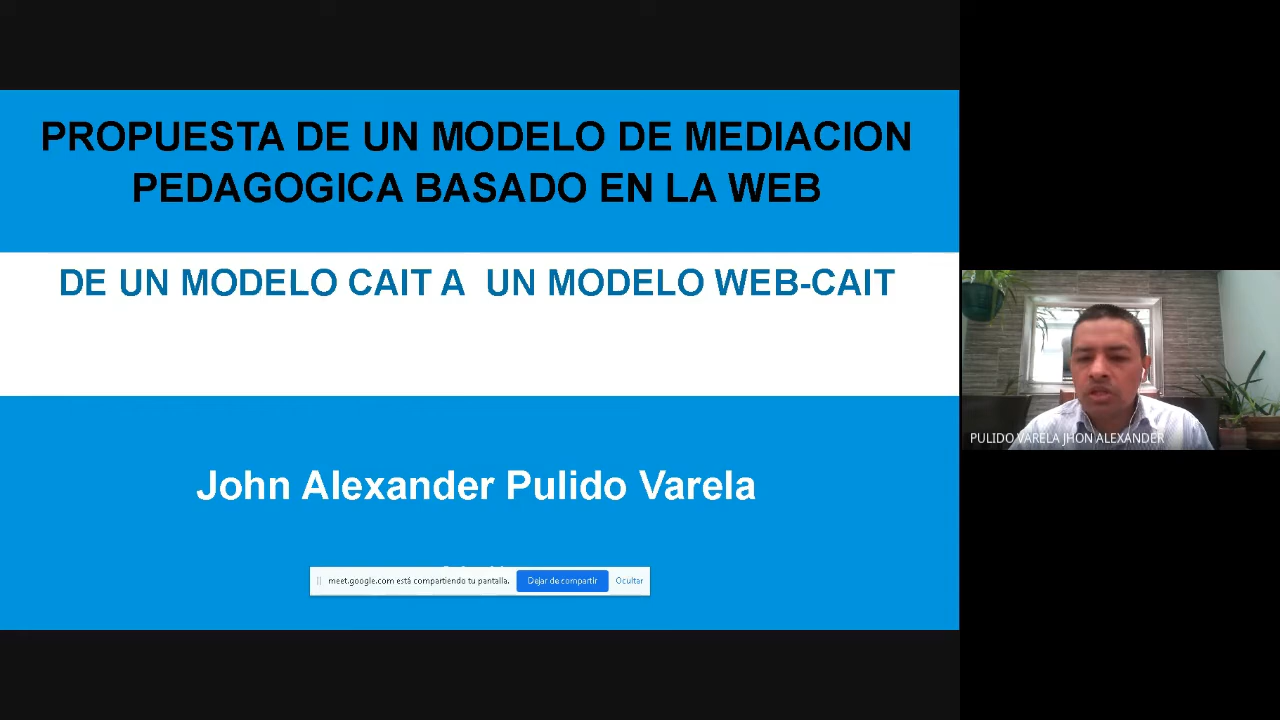 PROPUESTA DE UN MODELO DE MEDIACION
PEDAGOGICA BASADO EN LA WEB
DE UN MODELO CAIT A UN MODELO WEB-CAIT
John Alexander Pulido Varela
meet.google.com está compartiendo tu pantalla.
Dejar de compartir
Ocultar
PULIDO VARELA JHON ALEXANDER